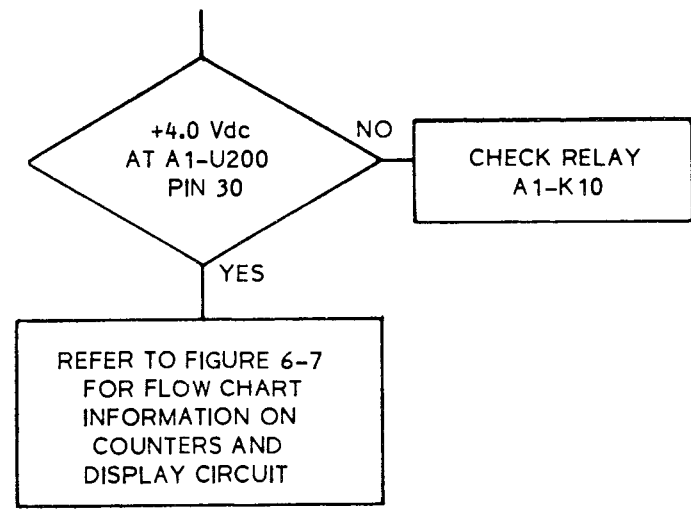 +4.0 Vdc
AT A1-U200
PIN 30
NO
CHECK RELAY
A1-K10
YES
REFER TO FIGURE 6-7
FOR FLOW CHART
INFORMATION ON
COUNTERS AND
DISPLAY CIRCUIT